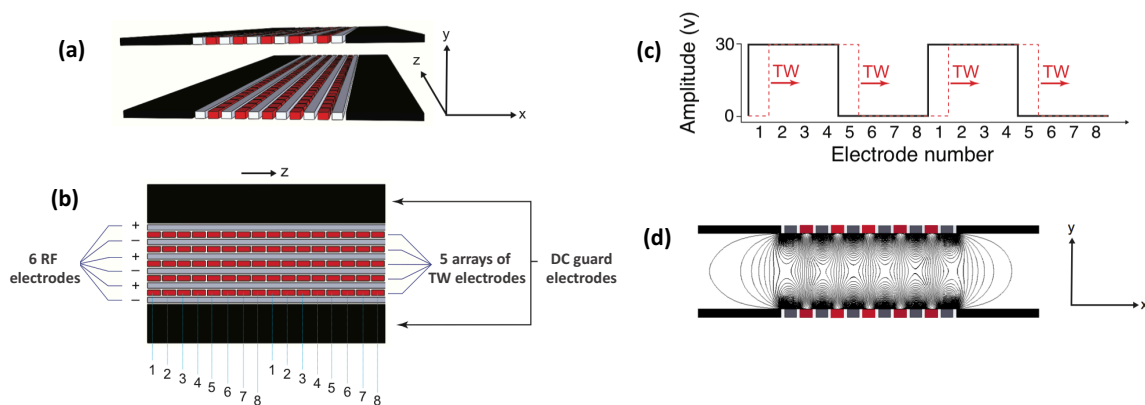 (a)
y
z
x
(b)
z
+
−
+
−
+
−
6 RF
electrodes
5 arrays of
TW electrodes
DC guard
electrodes
1 2 3 4 5 6 7 8 1 2 3 4 5 6 7 8
(c)
Amplitude (v)
30
0
TW TW TW TW
1 2 3 4 5 6 7 8 1 2 3 4 5 6 7 8
Electrode number
(d)
y
x